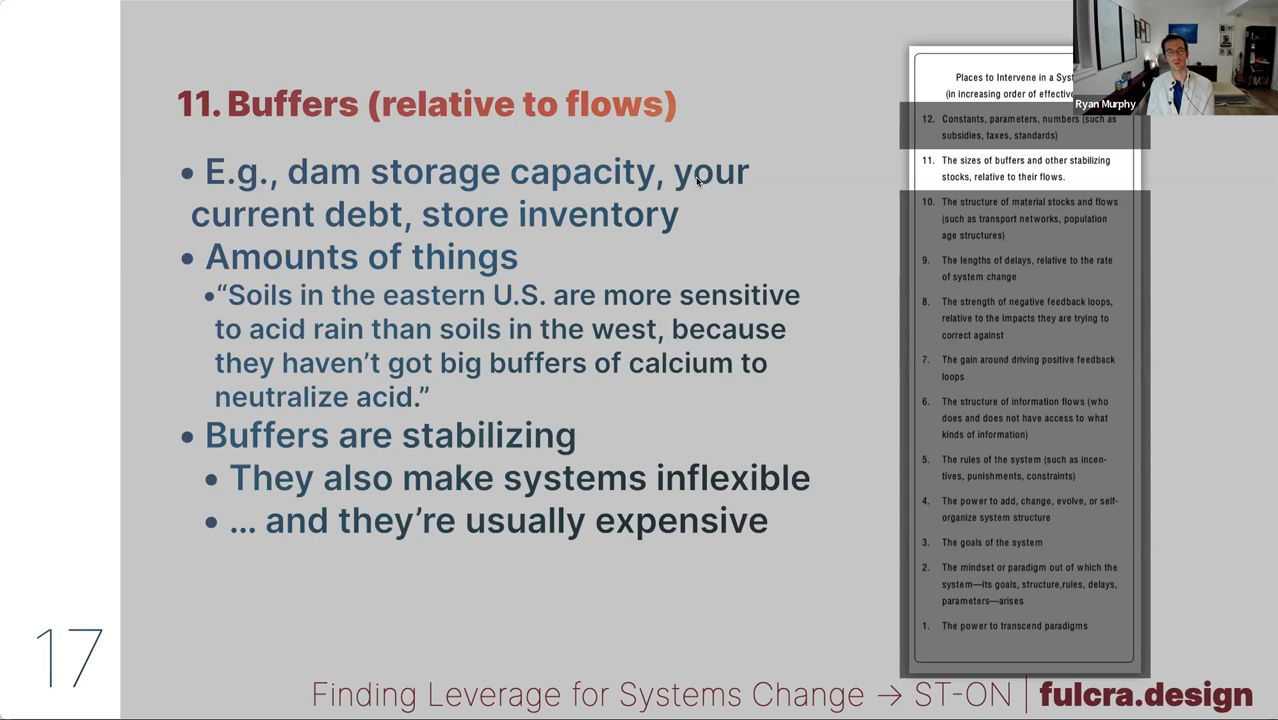 11. Buffers (relative to flows)
• E.g., dam storage capacity, your
current debt, store inventory
• Amounts of things
•“Soils in the eastern U.S. are more sensitive
to acid rain than soils in the west, because
they haven’t got big buffers of calcium to
neutralize acid.”
• Buffers are stabilizing
• They also make systems inflexible
• ... and they’re usually expensive
Places to Intervene in a
(in increasing order of
12. Constants, parameters, numbers (such as
subsidies, taxes, standards)
11. The sizes of buffers and other stabilizing
stocks, relative to their flows.
10. The structure of material stocks and flows
(such as transport networks, population
age structures)
9. The lengths of delays, relative to the rate
of system change
8. The strength of negative feedback loops,
relative to the impacts they are trying to
correct against
7. The gain around driving positive feedback
loops
6. The structure of information flows (who
does and does not have access to what
kinds of information)
5. The rules of the system (such as incen-
tives, punishments, constraints)
4. The power to add, change, evolve, or self-
organize system structure
3. The goals of the system
2. The mindset or paradigm out of which the
system—its goals, structure,rules, delays,
parameters—arises
1. The power to transcend paradigms
Ryan Murphy
17
Finding Leverage for Systems Change → ST-ON | fulcra.design